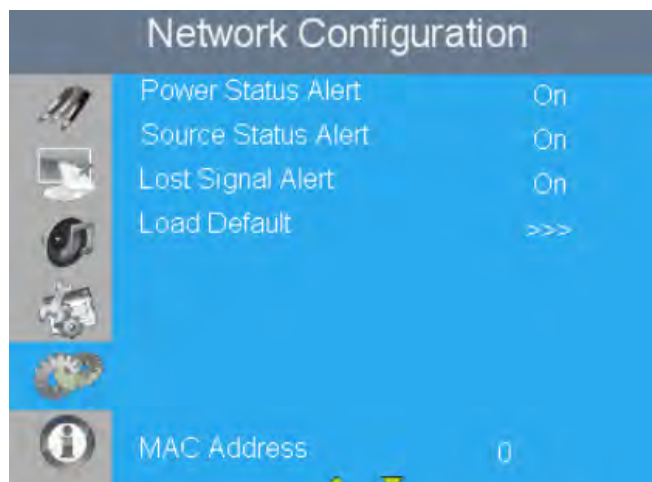 Network Configuration
Power Status Alert On
Source Status Alert On
Lost Signal Alert On
Load Default >>>
MAC Address 0